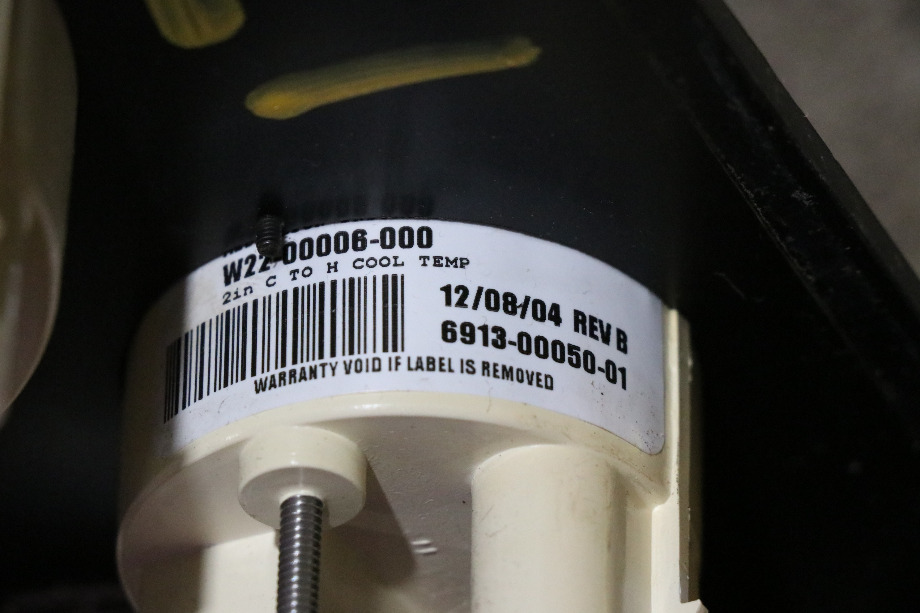 W22-00006-000
2in C TO H COOL TEMP
12/08/04 REV B
6913-00050-01
WARRANTY VOID IF LABEL IS REMOVED